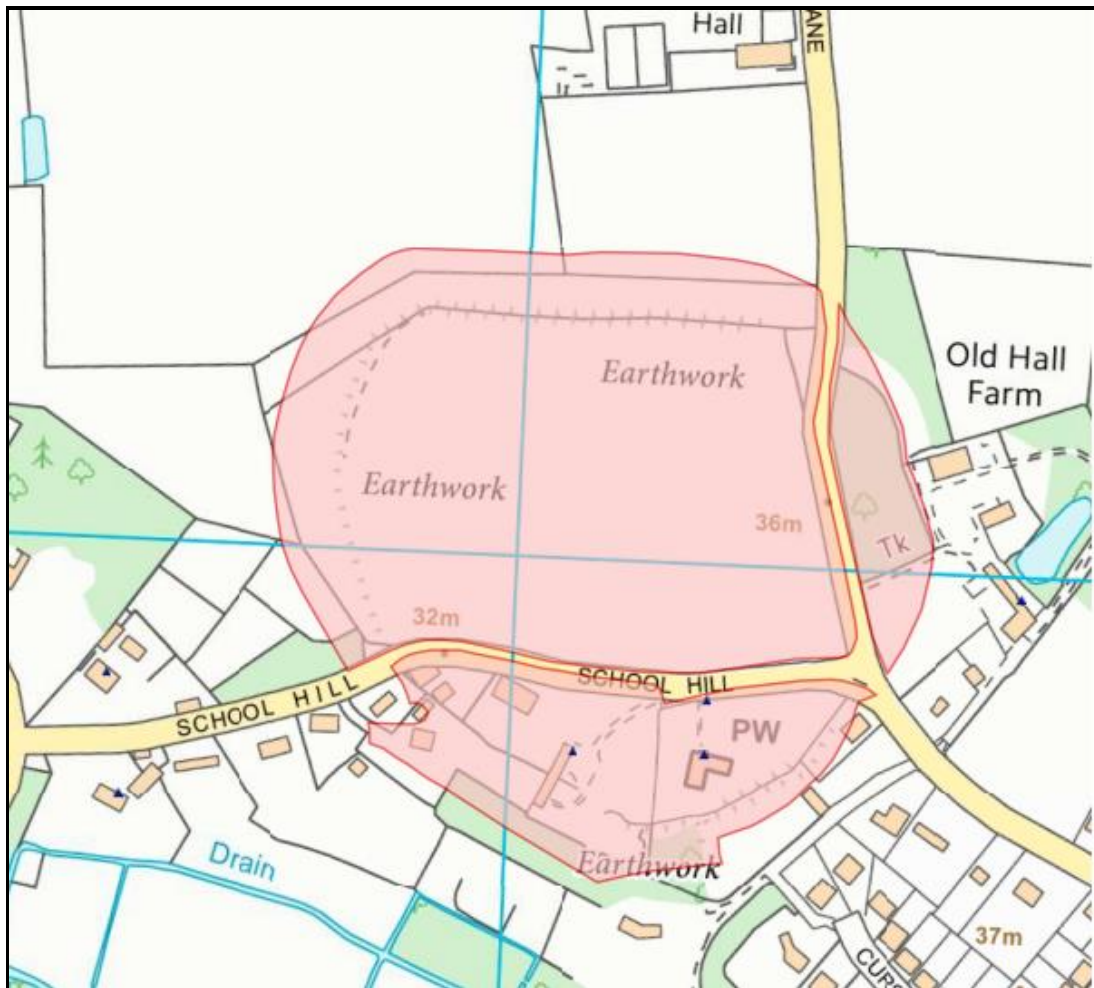 Hall
ANE
Earthwork
Old Hall
Farm
Earthwork
36m
Tk
32m
SCHOOL HILL
SCHOOL HILL
PW
Earthwork
Drain
37m
CURS